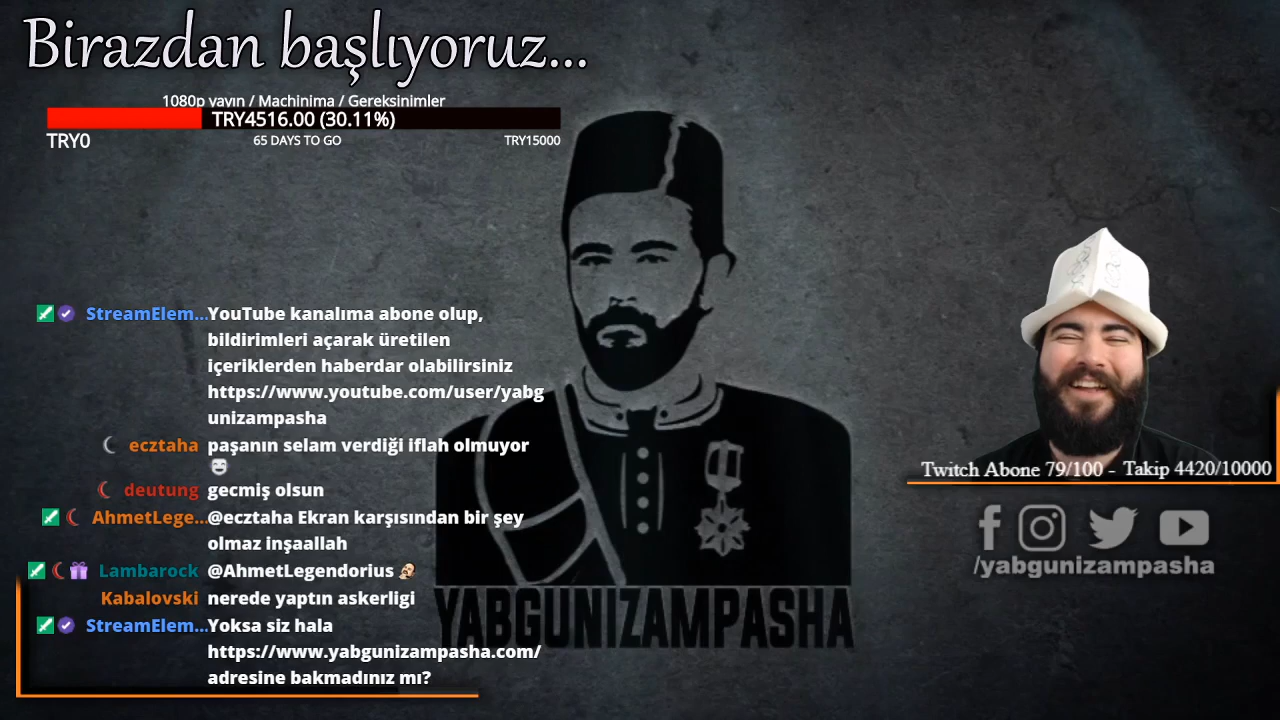 Birazdan başlıyoruz...
1080p yayın / Machinima / Gereksinimler
TRY4516.00 (30.11%)
TRY0
65 DAYS TO GO
TRY15000
StreamElem...YouTube kanalıma abone olup,
bildirimleri açarak üretilen
içeriklerden haberdar olabilirsiniz
https://www.youtube.com/user/yabg
unizampasha
ecztaha paşanın selam verdiği iflah olmuyor
deutung gecmiş olsun
AhmetLege...@ecztaha Ekran karşısından bir şey
olmaz inşaallah
Lambarock @AhmetLegendorius
Kabalovski nerede yaptın askerligi
StreamElem...Yoksa siz hala
https://www.yabgunizampasha.com/
adresine bakmadınız mı?
YABGUNIZAMPASHA
Twitch Abone 79/100 - Takip 4420/10000
/yabgunizampasha